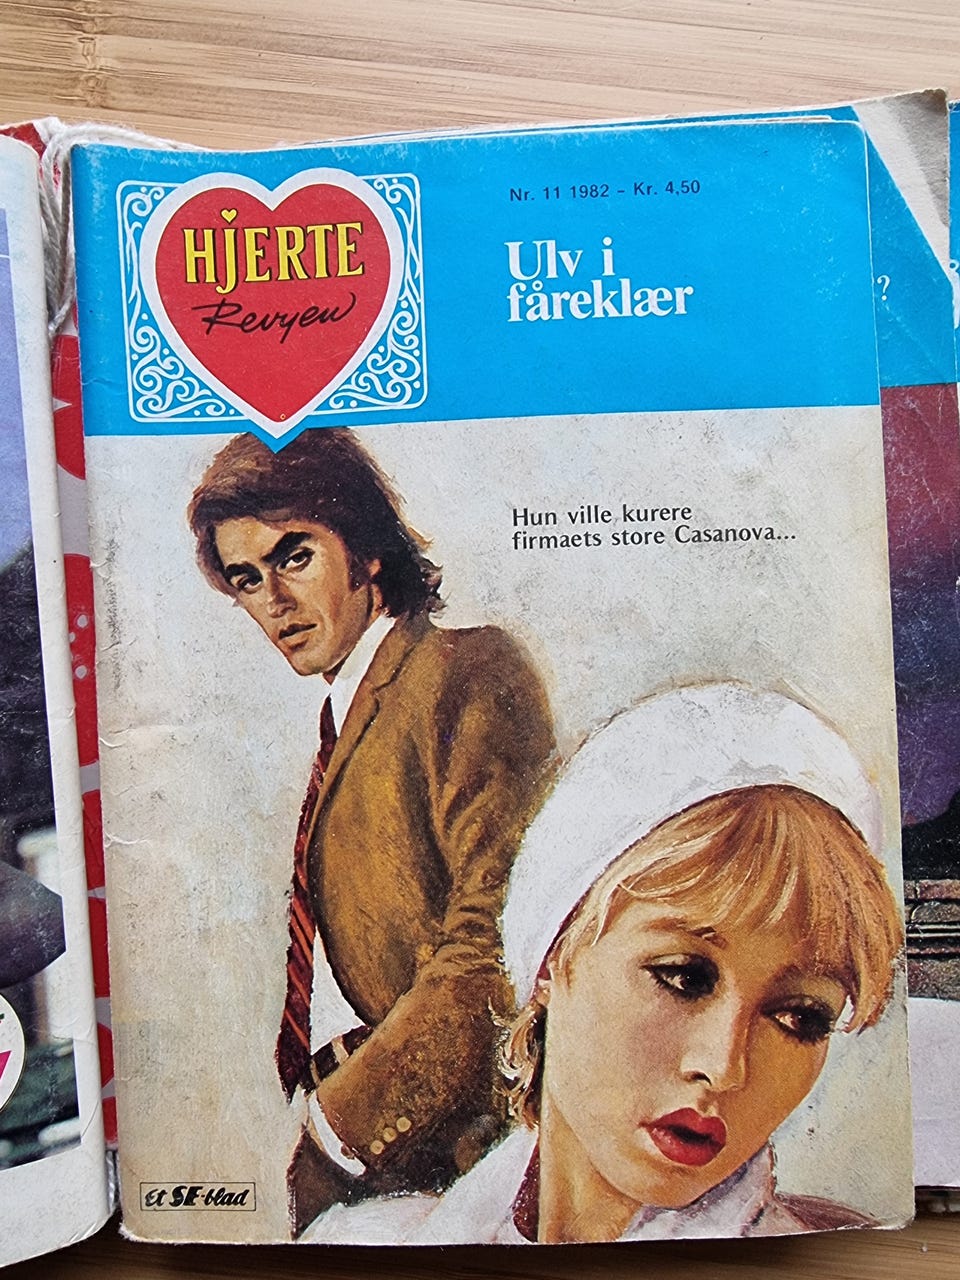 HJERTE
Revyen
Nr. 11 1982 - Kr. 4,50
Ulv i
fåreklær
?
Hun ville kurere
firmaets store Casanova...
Et SE-blad